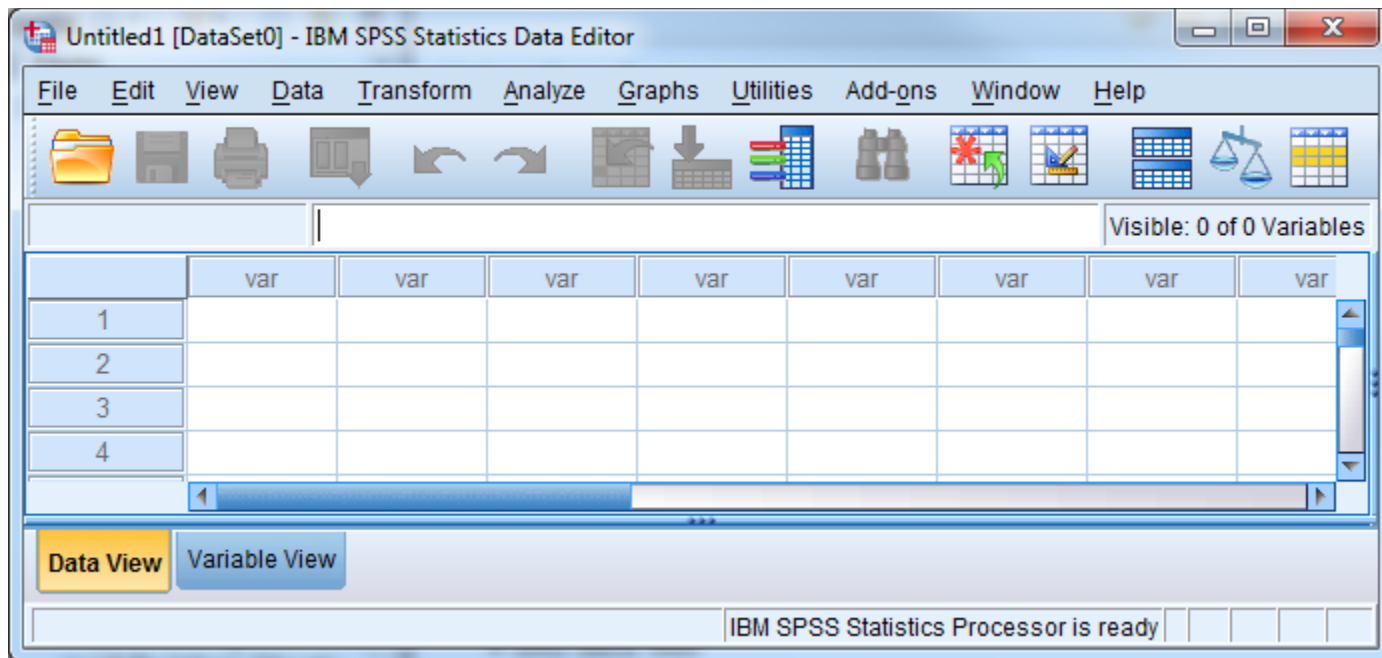 Untitled1 [DataSet0] - IBM SPSS Statistics Data Editor
File Edit View Data Transform Analyze Graphs Utilities Add-ons Window Help
Visible: 0 of 0 Variables
var var var var var var var var
1
2
3
4
Data View Variable View
IBM SPSS Statistics Processor is ready